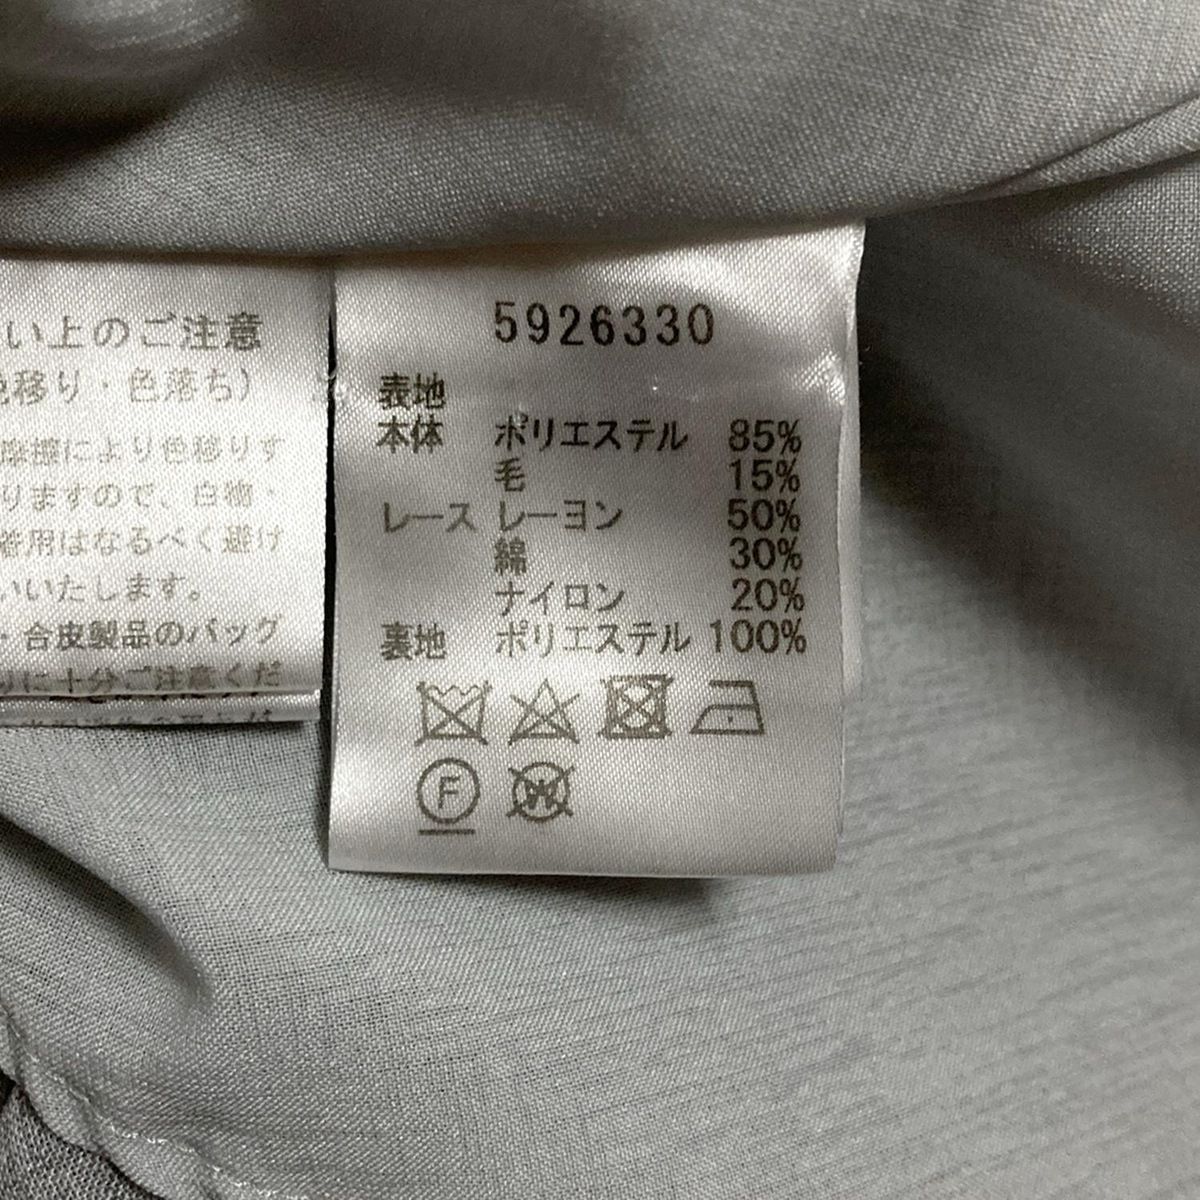 い上のご注意
色移り・色落ち）
摩擦により色移りす
りますので、白物・
着用はなるべく避け
いいたします。
・合皮製品のバッグ
りに十分ご注意くだ
5926330
表地
本体 ポリエステル 85%
毛 15%
レース レーヨン 50%
綿 30%
ナイロン 20%
裏地 ポリエステル 100%
F
W